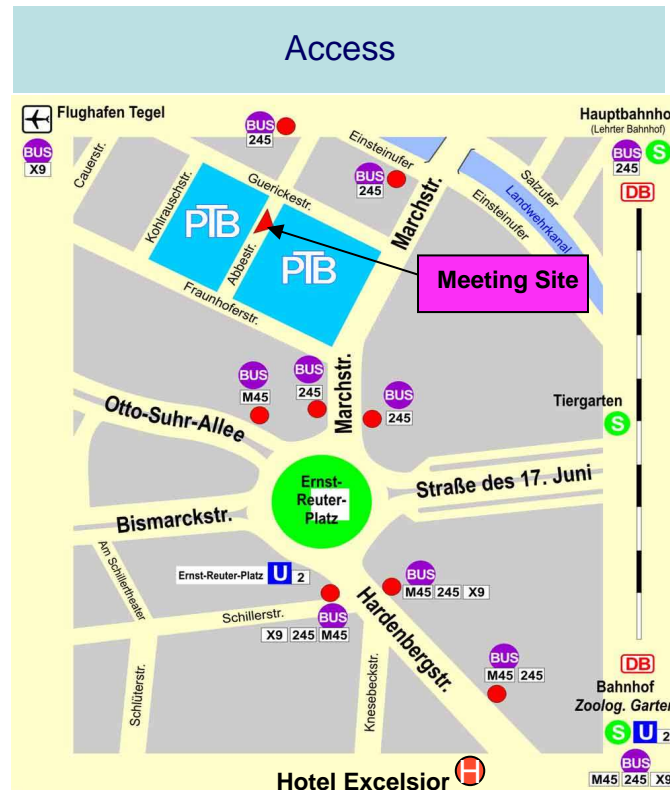 Access
Flughafen Tegel
BUS
X9
Cauerstr.
BUS
245
Einsteinufer
BUS
245
Hauptbahnhof
(Lehrter Bahnhof)
BUS
S
245
DB
Salzufer
Landwehrkanal
Einsteinufer
Kohlrauschstr.
Guerickestr.
Marchstr.
PTB
Abbestr.
PTB
Meeting Site
Fraunhoferstr.
BUS
M45
BUS
245
Marchstr.
BUS
245
Tiergarten
S
Otto-Suhr-Allee
Ernst-
Reuter-
Platz
Straße des 17. Juni
Bismarckstr.
Am Schillertheater
Ernst-Reuter-Platz U 2
BUS
M45 245 X9
Schillerstr.
BUS
X9 245 M45
Hardenbergstr.
BUS
M45 245
Schlüterstr.
Knesebeckstr.
DB
Bahnhof
Zoolog. Garten
S U 2
BUS
M45 245 X9
Hotel Excelsior H